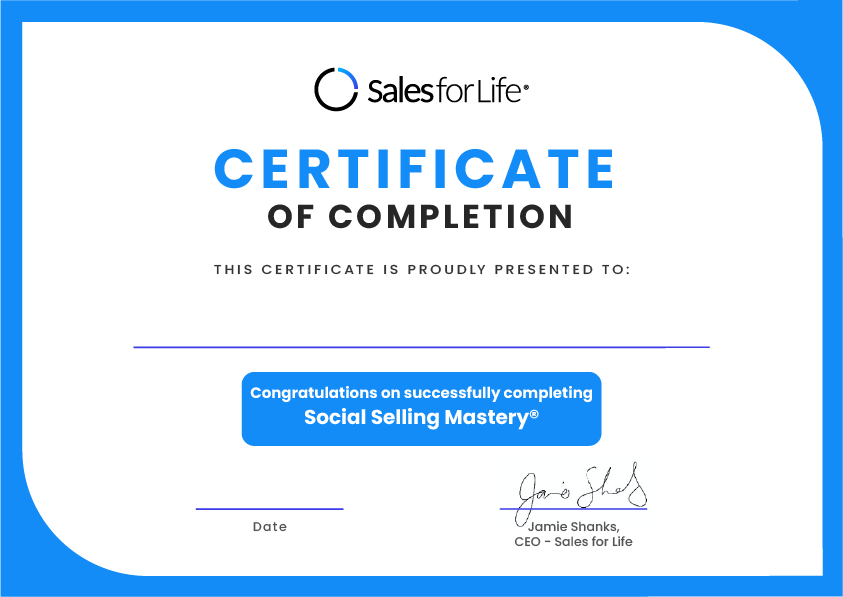 Sales for Life®
CERTIFICATE
OF COMPLETION
THIS CERTIFICATE IS PROUDLY PRESENTED TO:
Congratulations on successfully completing
Social Selling Mastery®
Jamie Shanks
Date
Jamie Shanks,
CEO - Sales for Life